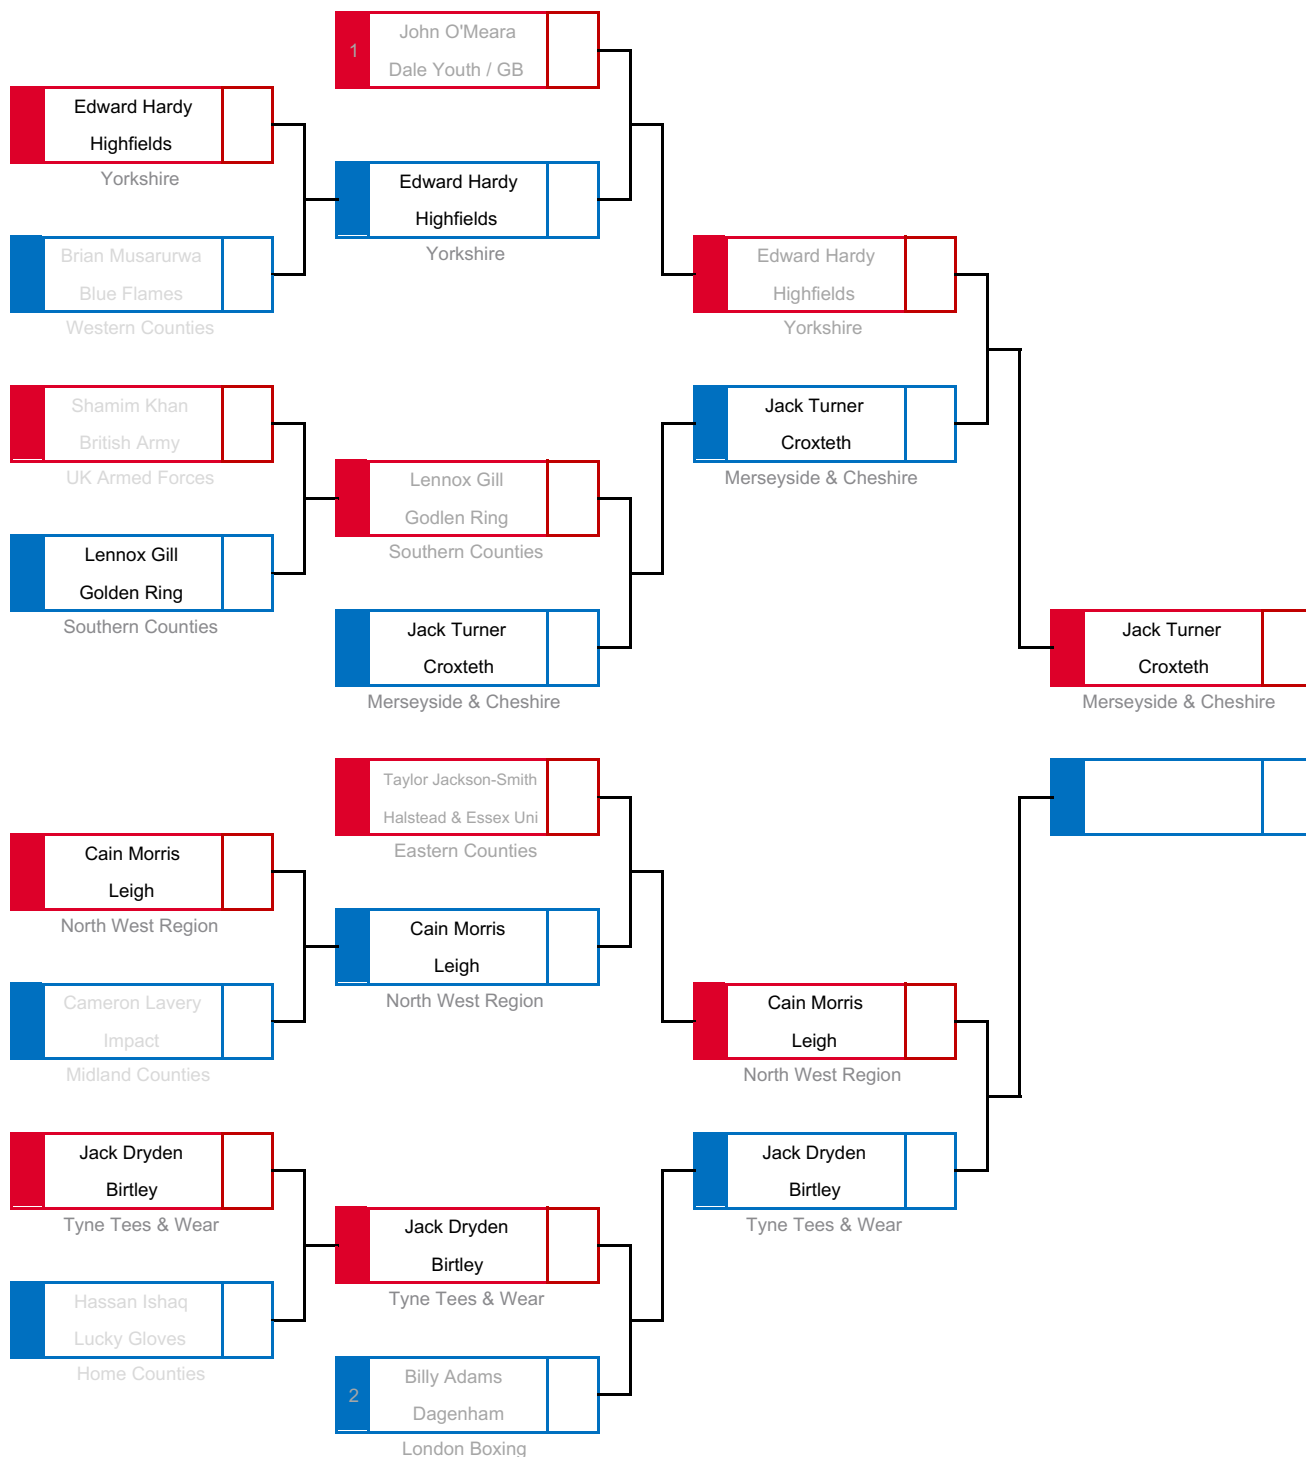 1
John O'Meara
Dale Youth / GB
Edward Hardy
Highfields
Yorkshire
Edward Hardy
Highfields
Yorkshire
Brian Musarurwa
Blue Flames
Western Counties
Edward Hardy
Highfields
Yorkshire
Shamim Khan
British Army
UK Armed Forces
Jack Turner
Croxteth
Merseyside & Cheshire
Lennox Gill
Godlen Ring
Southern Counties
Lennox Gill
Golden Ring
Southern Counties
Jack Turner
Croxteth
Merseyside & Cheshire
Jack Turner
Croxteth
Merseyside & Cheshire
Taylor Jackson-Smith
Halstead & Essex Uni
Eastern Counties
Cain Morris
Leigh
North West Region
Cain Morris
Leigh
North West Region
Cameron Lavery
Impact
Midland Counties
Cain Morris
Leigh
North West Region
Jack Dryden
Birtley
Tyne Tees & Wear
Jack Dryden
Birtley
Tyne Tees & Wear
Jack Dryden
Birtley
Tyne Tees & Wear
Hassan Ishaq
Lucky Gloves
Home Counties
2
Billy Adams
Dagenham
London Boxing